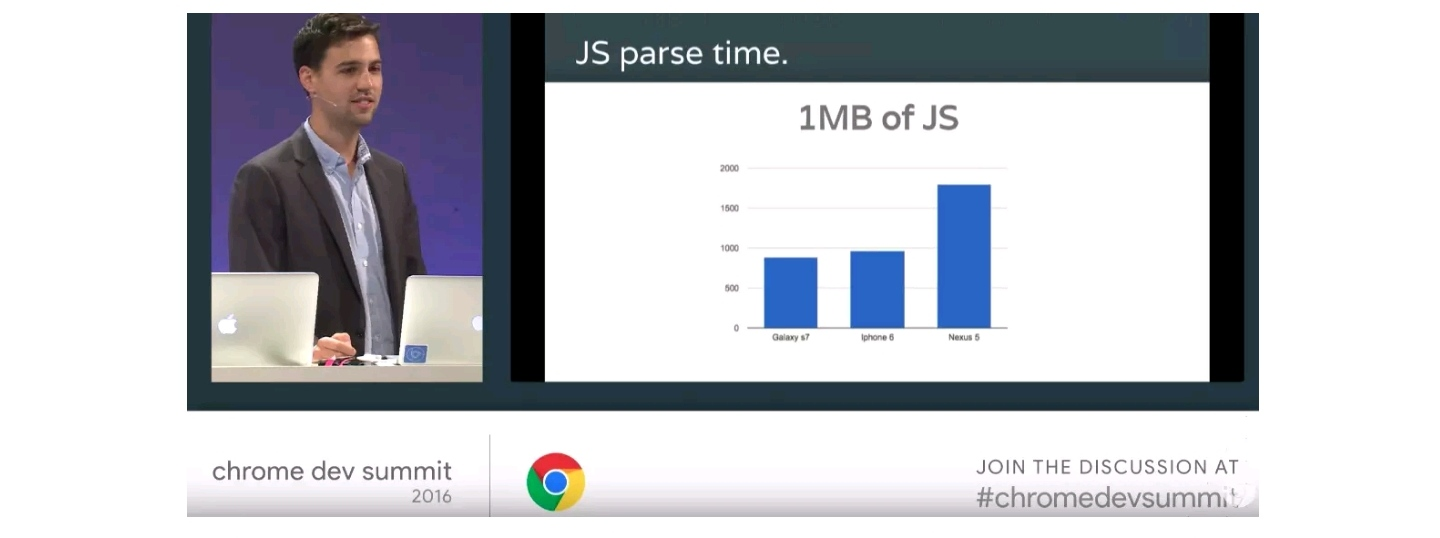 JS parse time.
1MB of JS
2000
1500
1000
500
0
Galaxy s7
Iphone 6
Nexus 5
chrome dev summit
2016
JOIN THE DISCUSSION AT
#chromedevsummit